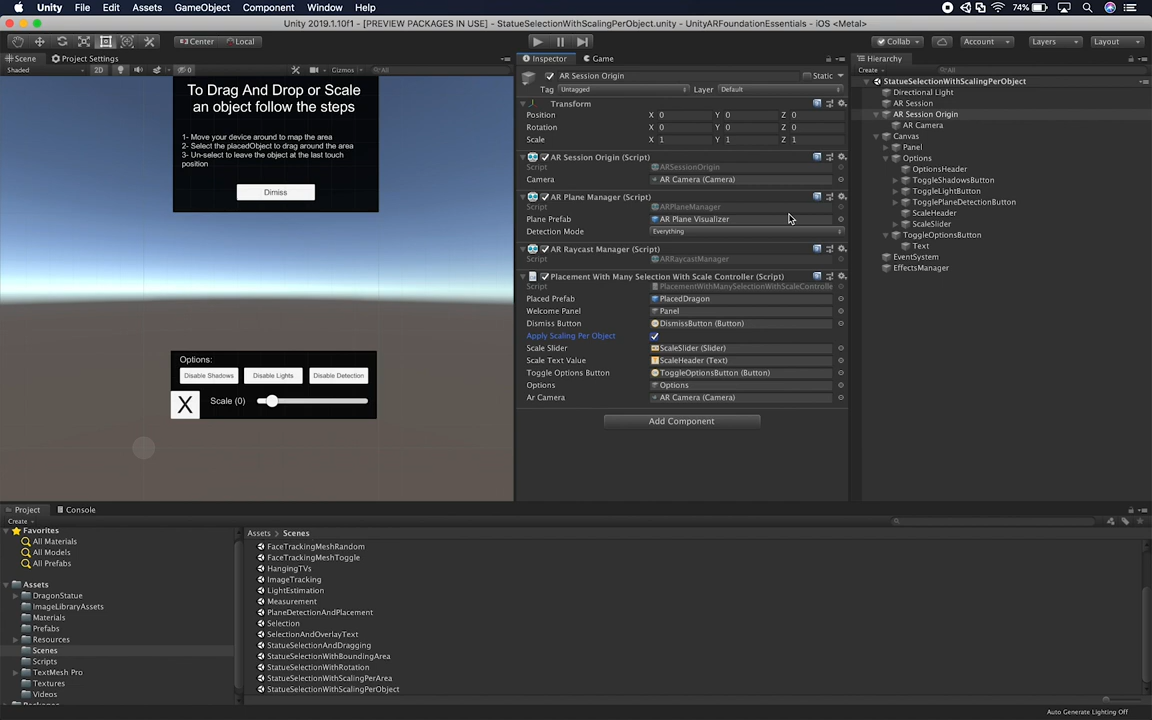 Unity File Edit Assets GameObject Component Window Help 74%
Unity 2019.1.10f1 - [PREVIEW PACKAGES IN USE] - StatueSelectionWithScalingPerObject.unity - UnityARFoundationEssentials - iOS <Metal>
Center Local Collab Account Layers Layout
Scene Project Settings
Shaded 2D 0 Gizmos All
To Drag And Drop or Scale
an object follow the steps
1- Move your device around to map the area
2- Select the placedObject to drag around the area
3- Un-select to leave the object at the last touch
position
Dimiss
Options:
Disable Shadows Disable Lights Disable Detection
X Scale (0)
Inspector Game
AR Session Origin Static
Tag Untagged Layer Default
Transform
Position X 0 Y 0 Z 0
Rotation X 0 Y 0 Z 0
Scale X 1 Y 1 Z 1
AR Session Origin (Script)
Script ARSessionOrigin
Camera AR Camera (Camera)
AR Plane Manager (Script)
Script ARPlaneManager
Plane Prefab AR Plane Visualizer
Detection Mode Everything
AR Raycast Manager (Script)
Script ARRaycastManager
Placement With Many Selection With Scale Controller (Script)
Script PlacementWithManySelectionWithScaleControlle
Placed Prefab PlacedDragon
Welcome Panel Panel
Dismiss Button DismissButton (Button)
Apply Scaling Per Object
Scale Slider ScaleSlider (Slider)
Scale Text Value ScaleHeader (Text)
Toggle Options Button ToggleOptionsButton (Button)
Options Options
Ar Camera AR Camera (Camera)
Add Component
Hierarchy
Create All
StatueSelectionWithScalingPerObject
Directional Light
AR Session
AR Session Origin
AR Camera
Canvas
Panel
Options
OptionsHeader
ToggleShadowsButton
ToggleLightButton
TogglePlaneDetectionButton
ScaleHeader
ScaleSlider
ToggleOptionsButton
Text
EventSystem
EffectsManager
Project Console
Create
Favorites
All Materials
All Models
All Prefabs
Assets
DragonStatue
ImageLibraryAssets
Materials
Prefabs
Resources
Scenes
Scripts
TextMesh Pro
Textures
Videos
Assets > Scenes
FaceTrackingMeshRandom
FaceTrackingMeshToggle
HangingTVs
ImageTracking
LightEstimation
Measurement
PlaneDetectionAndPlacement
Selection
SelectionAndOverlayText
StatueSelectionAndDragging
StatueSelectionWithBoundingArea
StatueSelectionWithRotation
StatueSelectionWithScalingPerArea
StatueSelectionWithScalingPerObject
Auto Generate Lighting Off